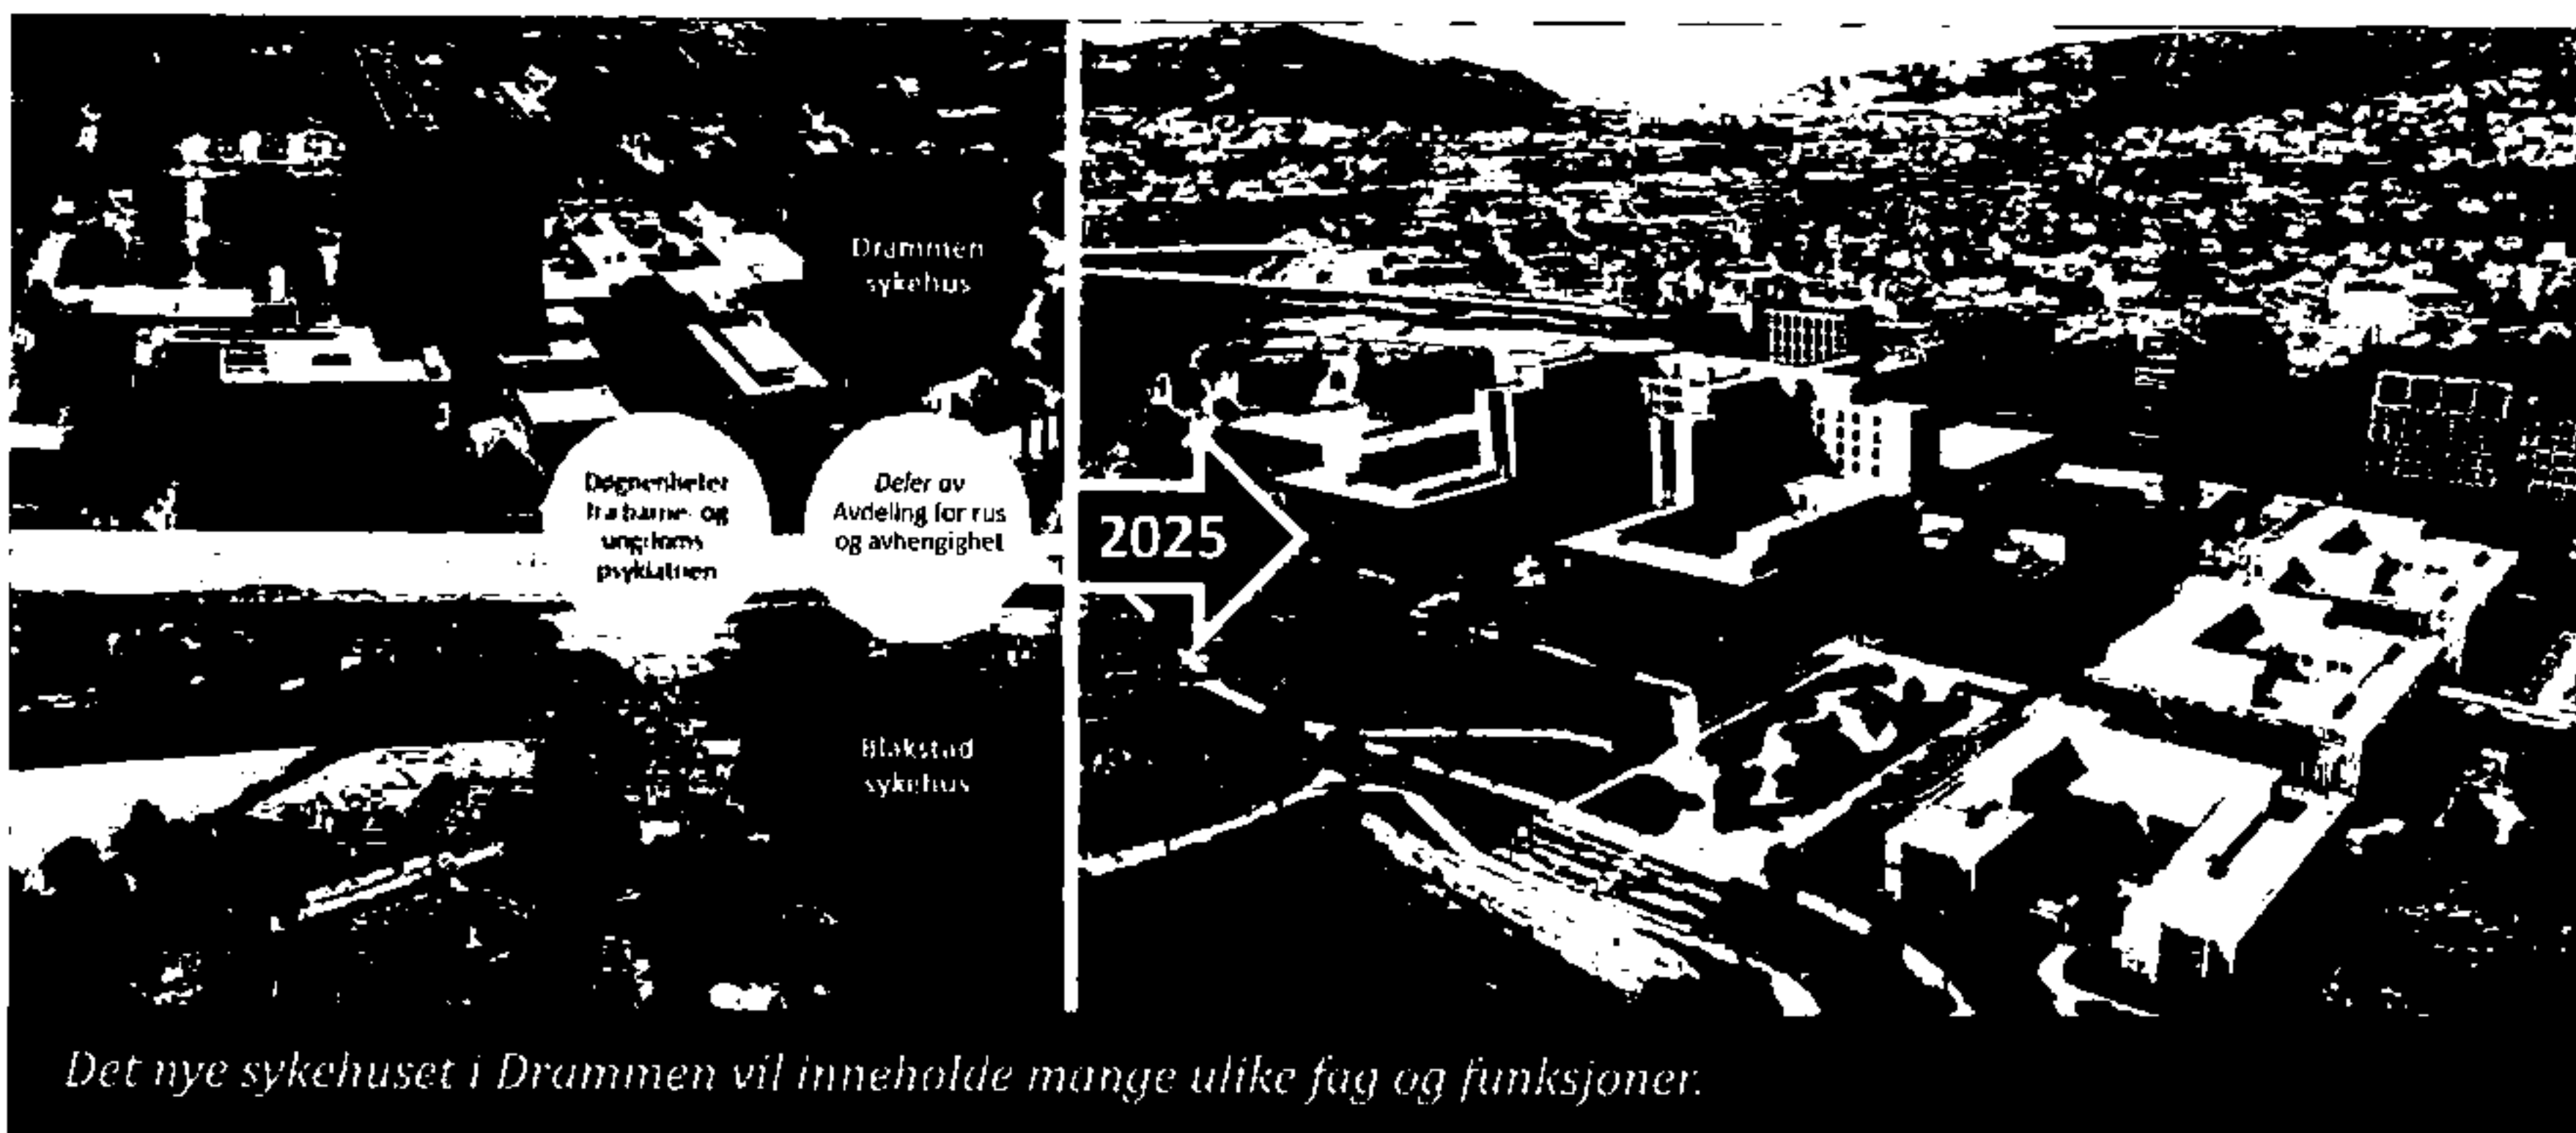 Drammen
sykehus
Døgnenheter
fra barne- og
ungdoms
psykiatrien
Deler av
Avdeling for rus
og avhengighet
2025
Blakstad
sykehus
Det nye sykehuset i Drammen vil inneholde mange ulike fag og funksjoner.